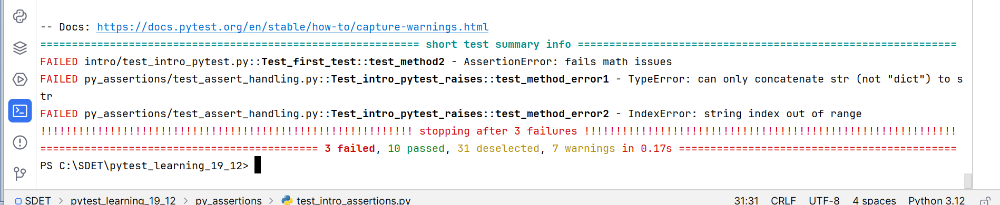 -- Docs: https://docs.pytest.org/en/stable/how-to/capture-warnings.html
============================================================ short test summary info ============================================================
FAILED intro/test_intro_pytest.py::Test_first_test::test_method2 - AssertionError: fails math issues
FAILED py_assertions/test_assert_handling.py::Test_intro_pytest_raises::test_method_error1 - TypeError: can only concatenate str (not "dict") to s
tr
FAILED py_assertions/test_assert_handling.py::Test_intro_pytest_raises::test_method_error2 - IndexError: string index out of range
!!!!!!!!!!!!!!!!!!!!!!!!!!!!!!!!!!!!!!!!!!!!!!!!!!!!!!!!!!! stopping after 3 failures !!!!!!!!!!!!!!!!!!!!!!!!!!!!!!!!!!!!!!!!!!!!!!!!!!!!!!!!!!!
============================================ 3 failed, 10 passed, 31 deselected, 7 warnings in 0.17s ============================================
PS C:\SDET\pytest_learning_19_12>
SDET > pytest_learning_19_12 > py_assertions > test_intro_assertions.py 31:31 CRLF UTF-8 4 spaces Python 3.12